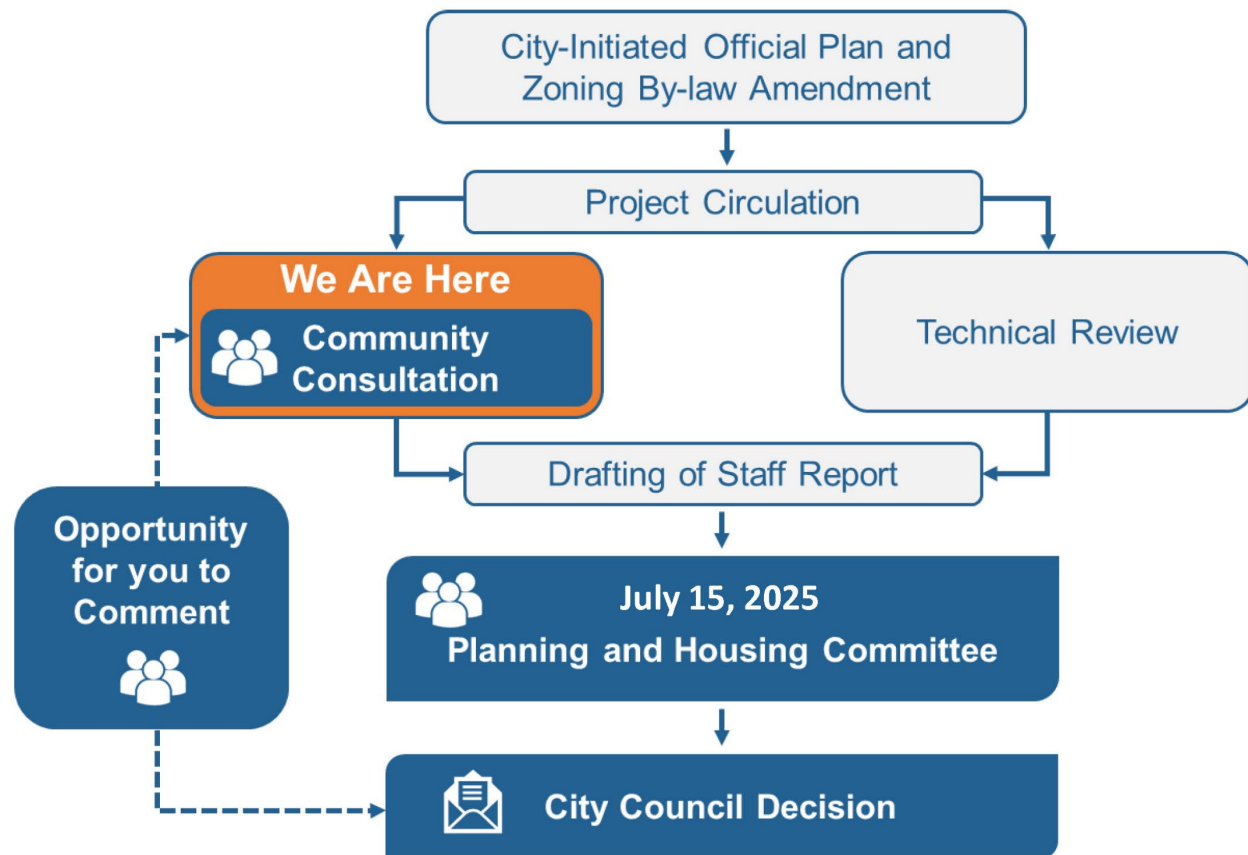 City-Initiated Official Plan and
Zoning By-law Amendment
Project Circulation
We Are Here
Community
Consultation
Technical Review
Drafting of Staff Report
Opportunity
for you to
Comment
July 15, 2025
Planning and Housing Committee
City Council Decision